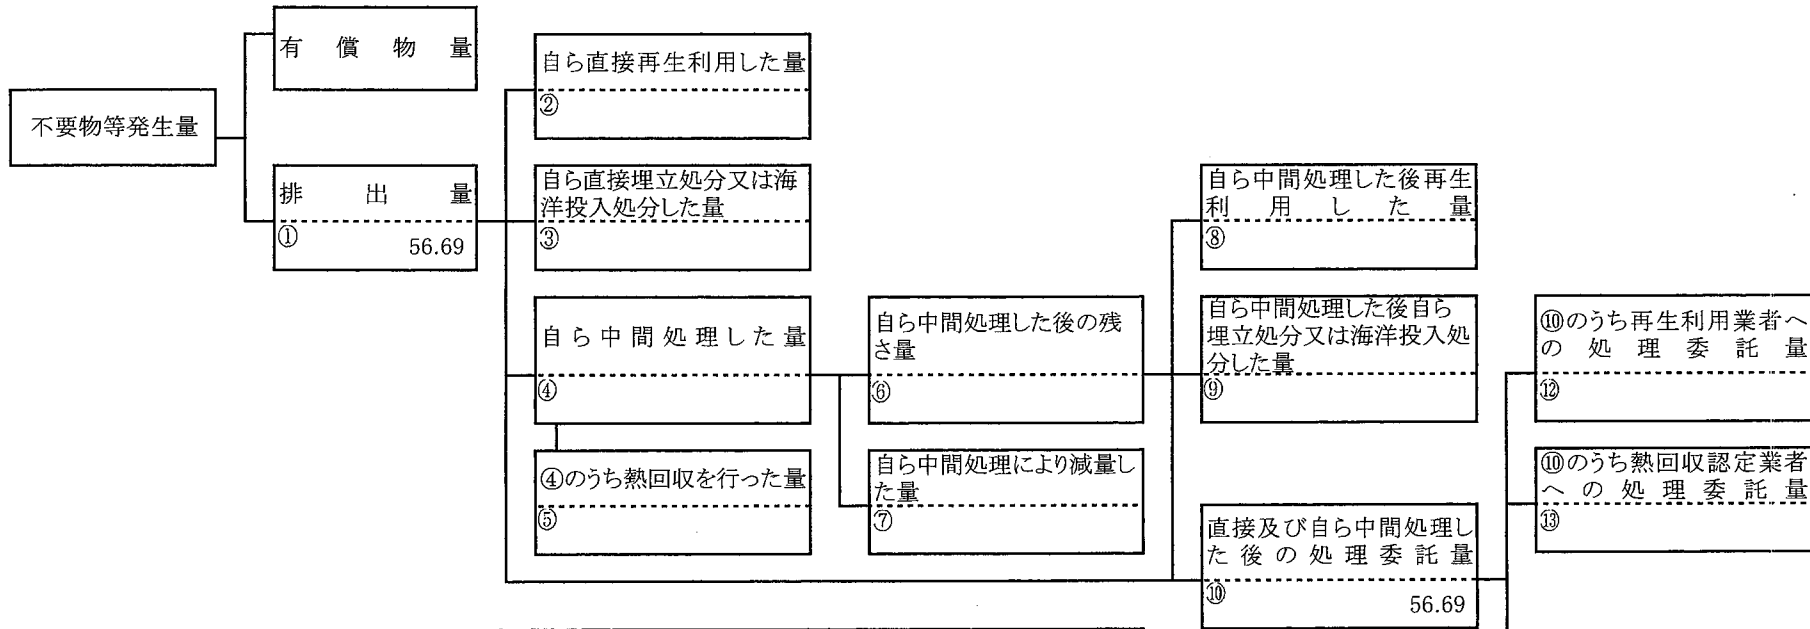 有償物量
不要物等発生量
排出量
①
56.69
自ら直接再生利用した量
②
自ら直接埋立処分又は海
洋投入処分した量
③
自ら中間処理した量
④
④のうち熱回収を行った量
⑤
自ら中間処理した後の残
さ量
⑥
自ら中間処理により減量し
た量
⑦
自ら中間処理した後再生
利用した量
⑧
自ら中間処理した後自ら
埋立処分又は海洋投入処
分した量
⑨
直接及び自ら中間処理し
た後の処理委託量
⑩
56.69
⑩のうち再生利用業者へ
の処理委託量
⑫
⑩のうち熱回収認定業者
への処理委託量
⑬